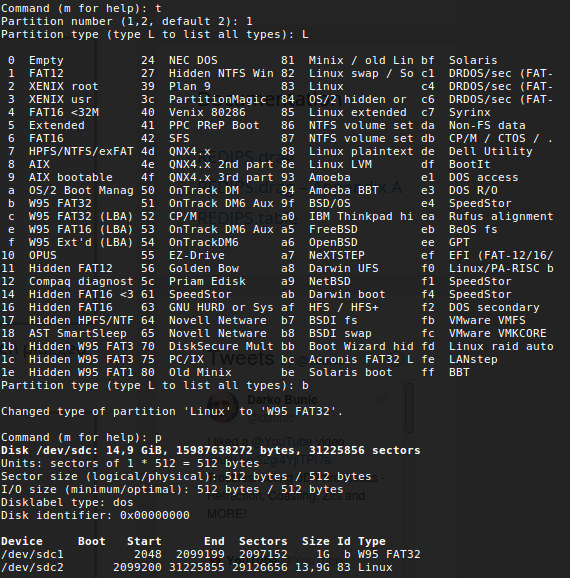 Command (m for help): t
Partition number (1,2, default 2): 1
Partition type (type L to list all types): L
0 Empty 24 NEC DOS 81 Minix / old Lin bf Solaris
1 FAT12 27 Hidden NTFS Win 82 Linux swap / So c1 DRDOS/sec (FAT-
2 XENIX root 39 Plan 9 83 Linux c4 DRDOS/sec (FAT-
3 XENIX usr 3c PartitionMagic 84 OS/2 hidden or c6 DRDOS/sec (FAT-
4 FAT16 <32M 40 Venix 80286 85 Linux extended c7 Syrinx
5 Extended 41 PPC PReP Boot 86 NTFS volume set da Non-FS data
6 FAT16 42 SFS 87 NTFS volume set db CP/M / CTOS / .
7 HPFS/NTFS/exFAT 4d QNX4.x 88 Linux plaintext de Dell Utility
8 AIX 4e QNX4.x 2nd part 8e Linux LVM df BootIt
9 AIX bootable 4f QNX4.x 3rd part 93 Amoeba e1 DOS access
a OS/2 Boot Manag 50 OnTrack DM 94 Amoeba BBT e3 DOS R/O
b W95 FAT32 51 OnTrack DM6 Aux 9f BSD/OS e4 SpeedStor
c W95 FAT32 (LBA) 52 CP/M a0 IBM Thinkpad hi ea Rufus alignment
e W95 FAT16 (LBA) 53 OnTrack DM6 Aux a5 FreeBSD eb BeOS fs
f W95 Ext'd (LBA) 54 OnTrackDM6 a6 OpenBSD ee GPT
10 OPUS 55 EZ-Drive a7 NeXTSTEP ef EFI (FAT-12/16/
11 Hidden FAT12 56 Golden Bow a8 Darwin UFS f0 Linux/PA-RISC b
12 Compaq diagnost 5c Priam Edisk a9 NetBSD f1 SpeedStor
14 Hidden FAT16 <3 61 SpeedStor ab Darwin boot f4 SpeedStor
16 Hidden FAT16 63 GNU HURD or Sys af HFS / HFS+ f2 DOS secondary
17 Hidden HPFS/NTF 64 Novell Netware b7 BSDI fs fb VMware VMFS
18 AST SmartSleep 65 Novell Netware b8 BSDI swap fc VMware VMKCORE
1b Hidden W95 FAT3 70 DiskSecure Mult bb Boot Wizard hid fd Linux raid auto
1c Hidden W95 FAT3 75 PC/IX bc Acronis FAT32 L fe LANstep
1e Hidden W95 FAT1 80 Old Minix be Solaris boot ff BBT
Partition type (type L to list all types): b
Changed type of partition 'Linux' to 'W95 FAT32'.
Command (m for help): p
Disk /dev/sdc: 14,9 GiB, 15987638272 bytes, 31225856 sectors
Units: sectors of 1 * 512 = 512 bytes
Sector size (logical/physical): 512 bytes / 512 bytes
I/O size (minimum/optimal): 512 bytes / 512 bytes
Disklabel type: dos
Disk identifier: 0x00000000
Device Boot Start End Sectors Size Id Type
/dev/sdc1 2048 2099199 2097152 1G b W95 FAT32
/dev/sdc2 2099200 31225855 29126656 13,9G 83 Linux
Tweets
Darko Bunic
MORE!